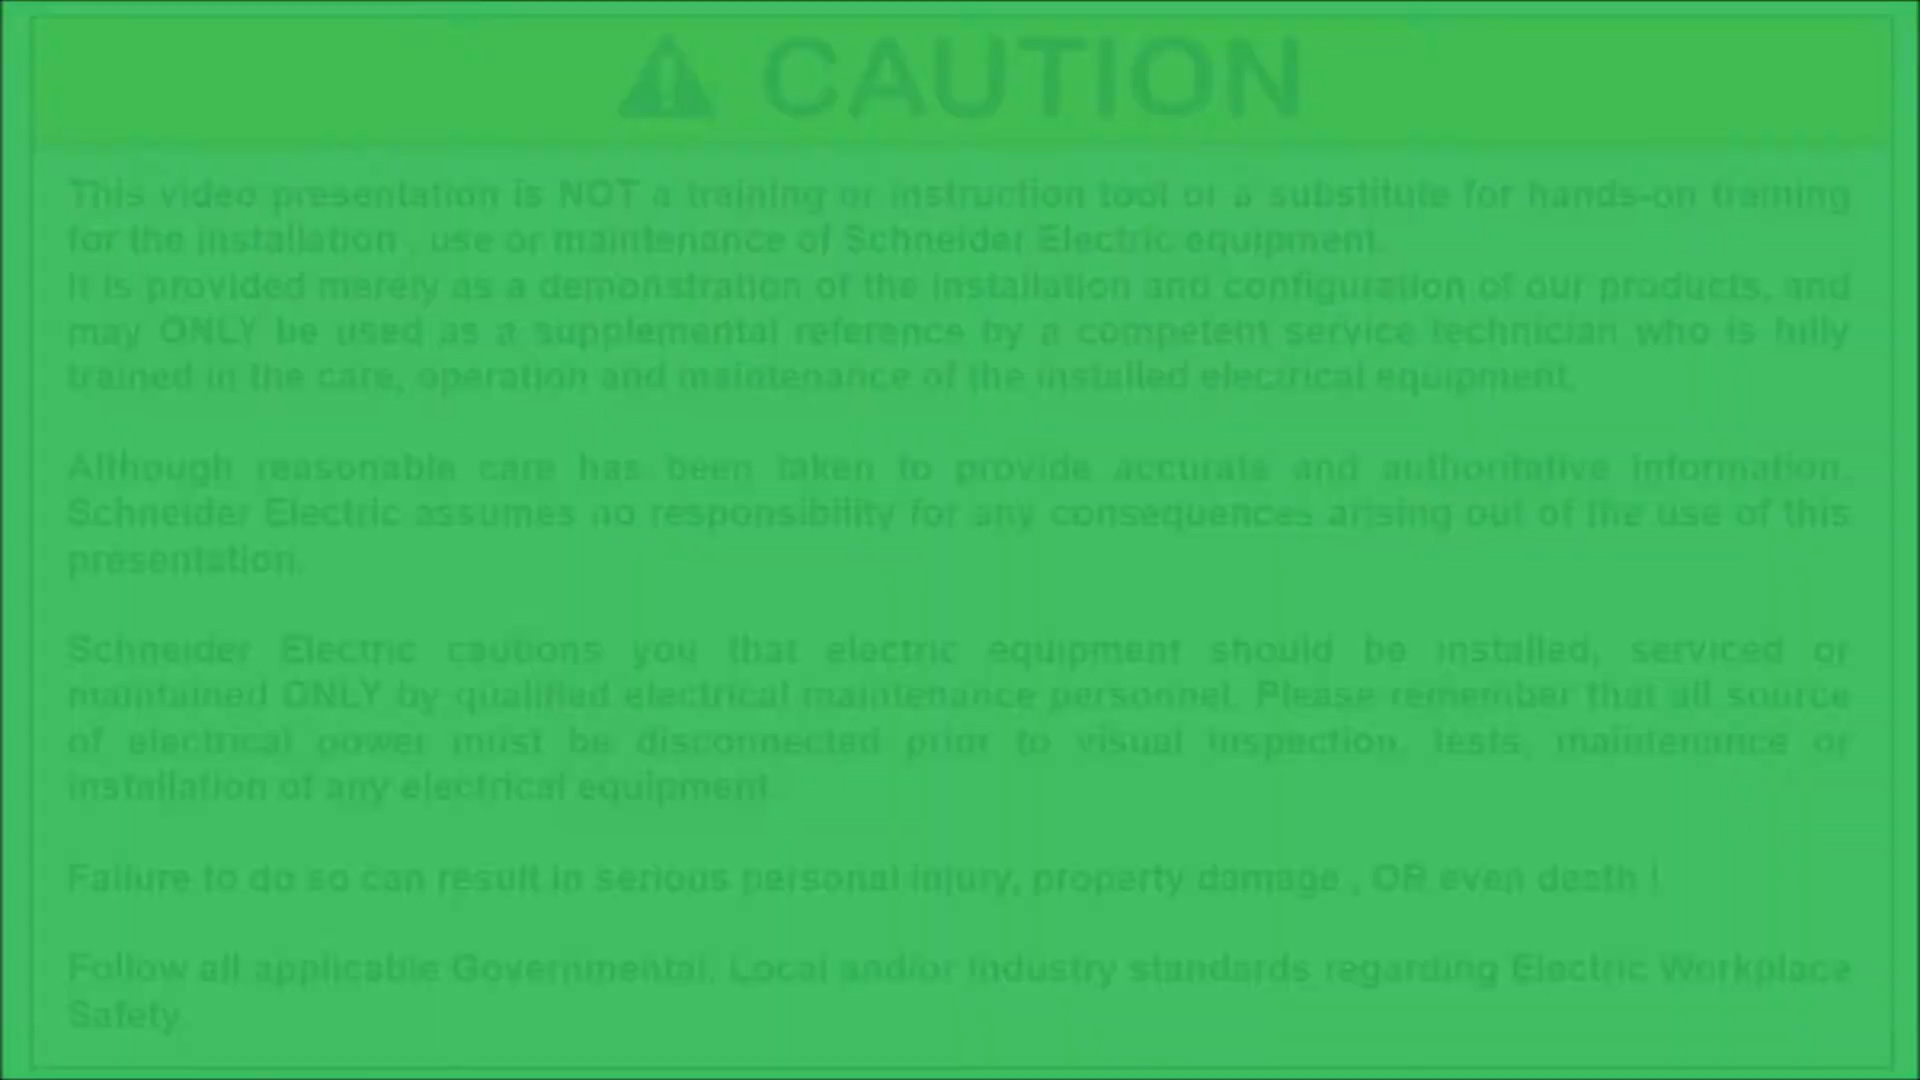 CAUTION
This video presentation is NOT a training or instruction tool or a substitute for hands-on training
for the installation , use or maintenance of Schneider Electric equipment.
It is provided merely as a demonstration of the installation and configuration of our products, and
may ONLY be used as a supplemental reference by a competent service technician who is fully
trained in the care, operation and maintenance of the installed electrical equipment.
Although reasonable care has been taken to provide accurate and authoritative information,
Schneider Electric assumes no responsibility for any consequences arising out of the use of this
presentation.
Schneider Electric cautions you that electric equipment should be installed, serviced or
maintained ONLY by qualified electrical maintenance personnel. Please remember that all source
of electrical power must be disconnected prior to visual inspection, tests, maintenance or
installation of any electrical equipment.
Failure to do so can result in serious personal injury, property damage , OR even death !
Follow all applicable Governmental, Local and/or Industry standards regarding Electric Workplace
Safety